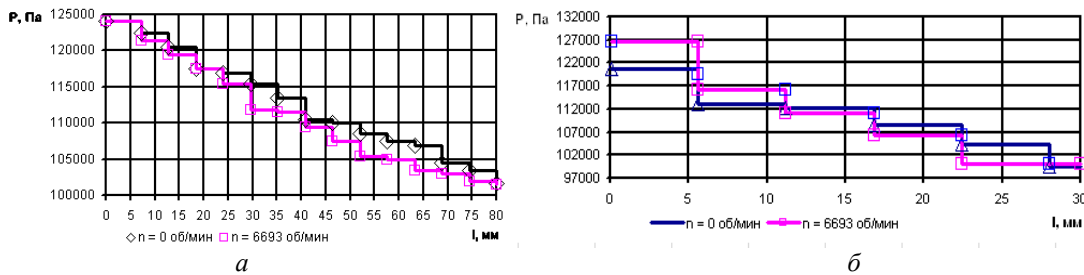 P, Па
125000
120000
115000
110000
105000
100000
0 5 10 15 20 25 30 35 40 45 50 55 60 65 70 75 80
l, мм
n = 0 об/мин n = 6693 об/мин
а
P, Па
132000
127000
122000
117000
112000
107000
102000
97000
0 5 10 15 20 25 30
l, мм
n = 0 об/мин n = 6693 об/мин
б